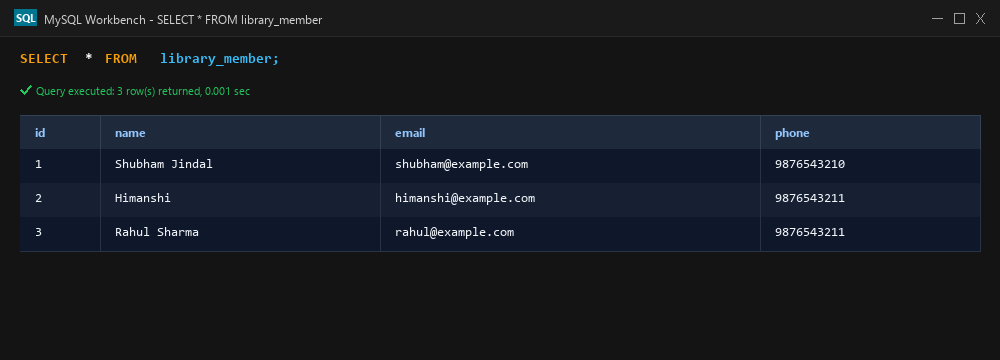 SQL MySQL Workbench - SELECT * FROM library_member
SELECT * FROM library_member;
Query executed: 3 row(s) returned, 0.001 sec
id name email phone
1 Shubham Jindal shubham@example.com 9876543210
2 Himanshi himanshi@example.com 9876543211
3 Rahul Sharma rahul@example.com 9876543211